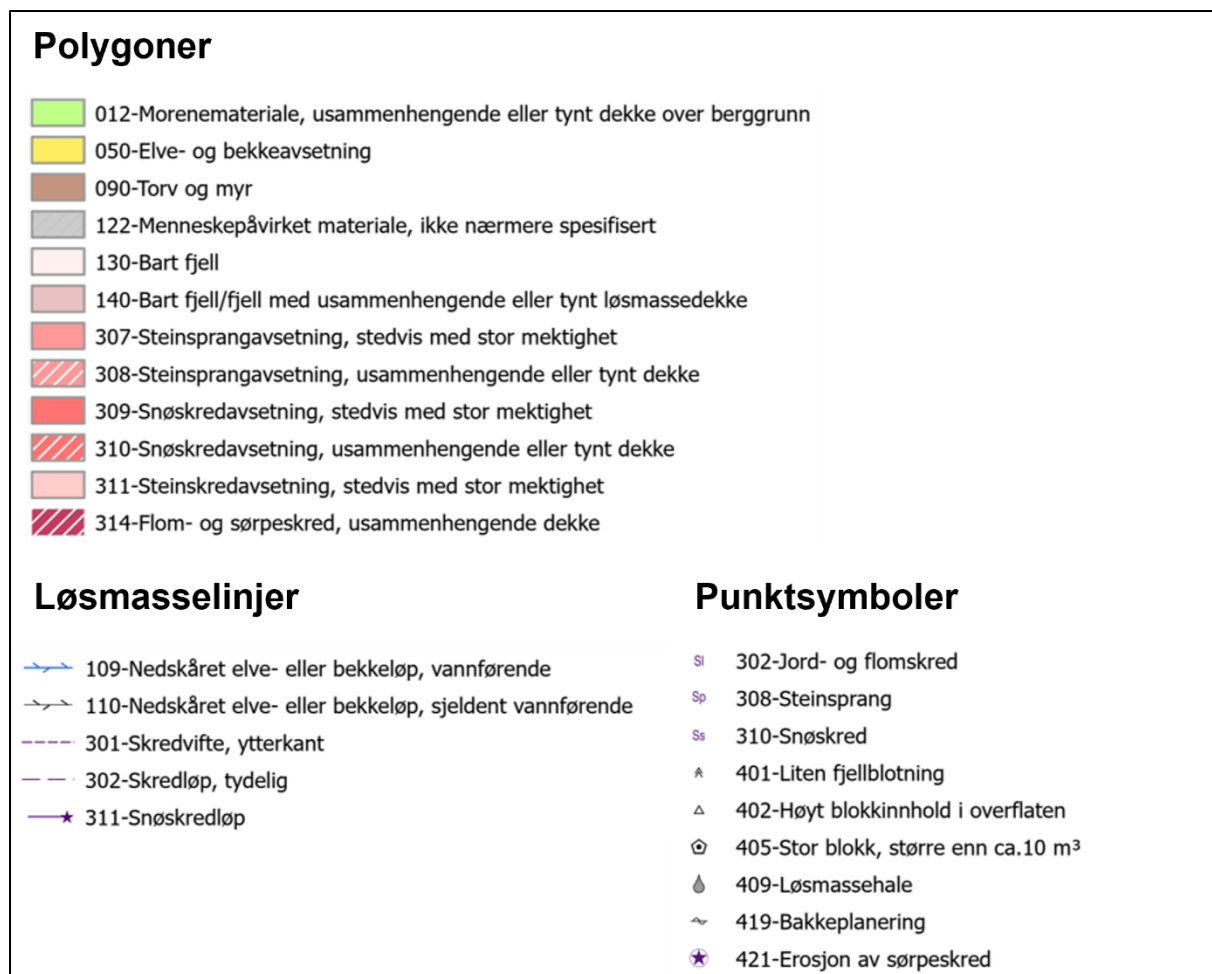 Polygoner
012-Morenemateriale, usammenhengende eller tynt dekke over berggrunn
050-Elve- og bekkeavsetning
090-Torv og myr
122-Menneskepåvirket materiale, ikke nærmere spesifisert
130-Bart fjell
140-Bart fjell/fjell med usammenhengende eller tynt løsmassedekke
307-Steinsprangavsetning, stedvis med stor mektighet
308-Steinsprangavsetning, usammenhengende eller tynt dekke
309-Snøskredavsetning, stedvis med stor mektighet
310-Snøskredavsetning, usammenhengende eller tynt dekke
311-Steinskredavsetning, stedvis med stor mektighet
314-Flom- og sørpeskred, usammenhengende dekke
Løsmasselinjer
109-Nedskåret elve- eller bekkeløp, vannførende
110-Nedskåret elve- eller bekkeløp, sjeldent vannførende
301-Skredvifte, ytterkant
302-Skredløp, tydelig
311-Snøskredløp
Punktsymboler
Sl 302-Jord- og flomskred
Sp 308-Steinsprang
Ss 310-Snøskred
401-Liten fjellblotning
402-Høyt blokkinnhold i overflaten
405-Stor blokk, større enn ca.10 m³
409-Løsmassehale
419-Bakkeplanering
421-Erosjon av sørpeskred